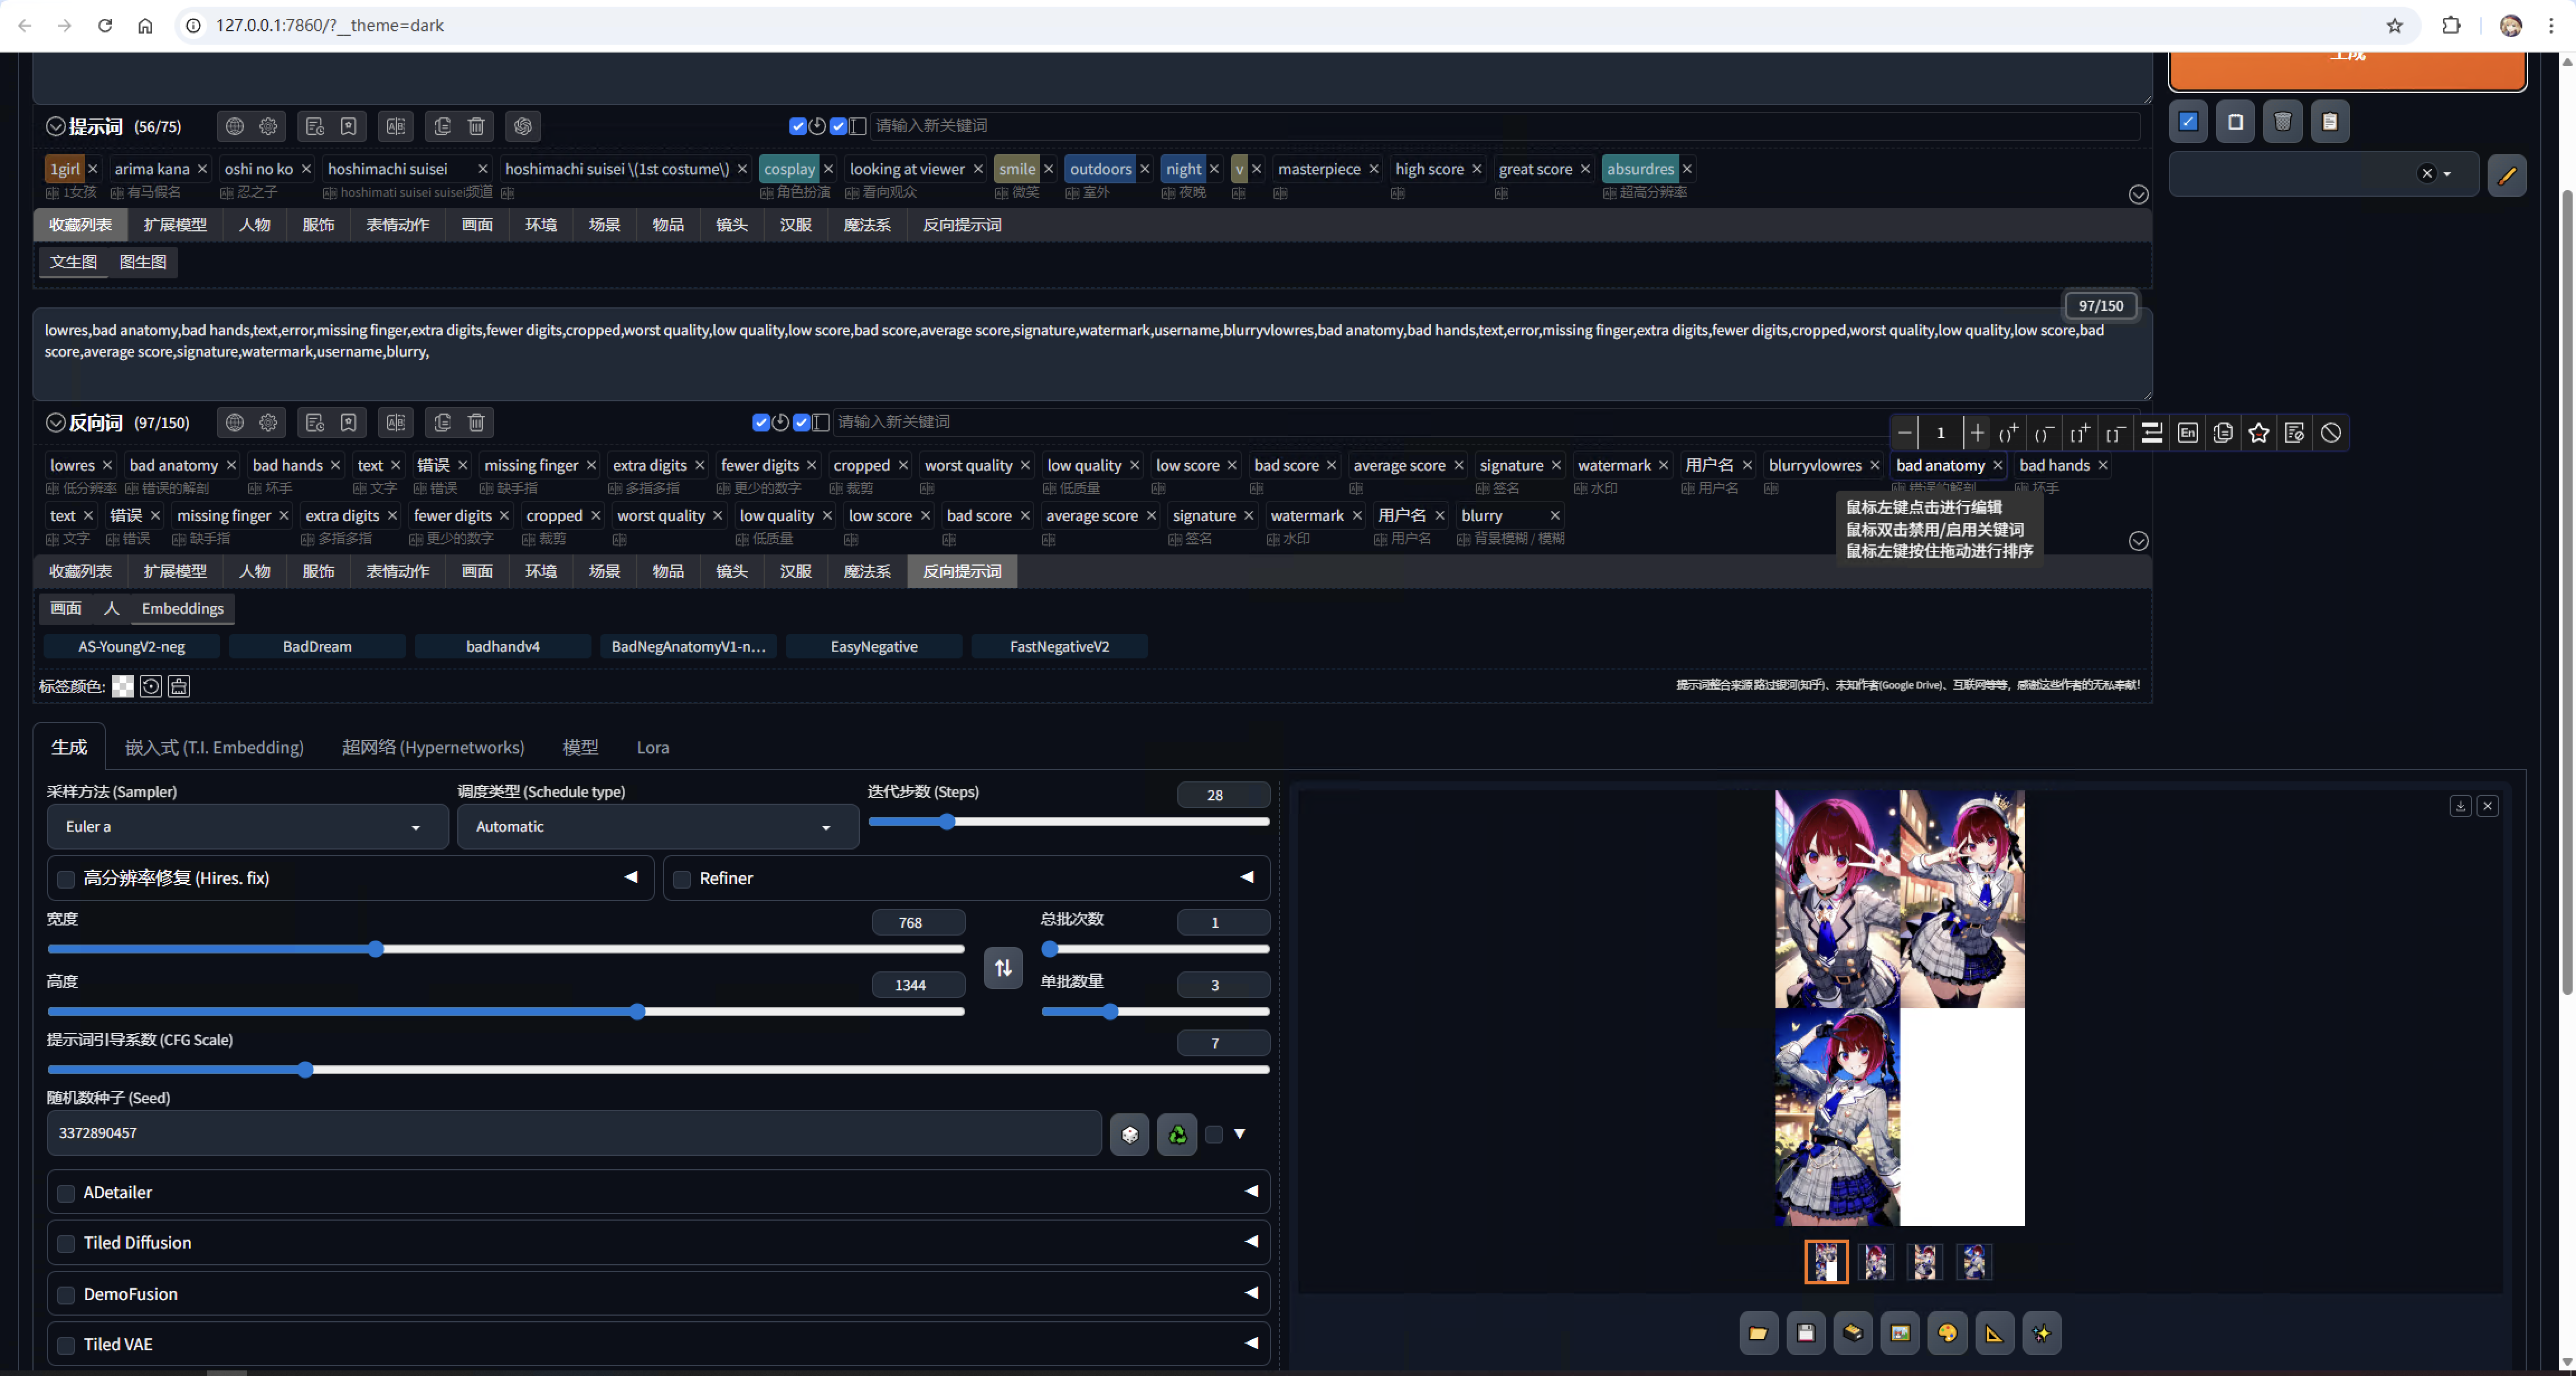 127.0.0.1:7860/?__theme=dark
提示词 (56/75) 请输入新关键词
1girl arima kana oshi no ko hoshimachi suisei hoshimachi suisei \(1st costume\) cosplay looking at viewer smile outdoors night v masterpiece high score great score absurdres
1女孩 有马假名 忍之子 hoshimati suisei suisei频道 角色扮演 看向观众 微笑 室外 夜晚 超高分辨率
收藏列表 扩展模型 人物 服饰 表情动作 画面 环境 场景 物品 镜头 汉服 魔法系 反向提示词
文生图 图生图
97/150
lowres,bad anatomy,bad hands,text,error,missing finger,extra digits,fewer digits,cropped,worst quality,low quality,low score,bad score,average score,signature,watermark,username,blurryvlowres,bad anatomy,bad hands,text,error,missing finger,extra digits,fewer digits,cropped,worst quality,low quality,low score,bad
score,average score,signature,watermark,username,blurry,
反向词 (97/150) 请输入新关键词 1 ()+ ()− []+ []− En
lowres bad anatomy bad hands text 错误 missing finger extra digits fewer digits cropped worst quality low quality low score bad score average score signature watermark 用户名 blurryvlowres bad anatomy bad hands
低分辨率 错误的解剖 坏手 文字 错误 缺手指 多指多指 更少的数字 裁剪 低质量 签名 水印 用户名 错误的解剖 坏手
text 错误 missing finger extra digits fewer digits cropped worst quality low quality low score bad score average score signature watermark 用户名 blurry
文字 错误 缺手指 多指多指 更少的数字 裁剪 低质量 签名 水印 用户名 背景模糊 / 模糊
鼠标左键点击进行编辑
鼠标双击禁用/启用关键词
鼠标左键按住拖动进行排序
收藏列表 扩展模型 人物 服饰 表情动作 画面 环境 场景 物品 镜头 汉服 魔法系 反向提示词
画面 人 Embeddings
AS-YoungV2-neg BadDream badhandv4 BadNegAnatomyV1-n... EasyNegative FastNegativeV2
标签颜色: 提示词整合来源 路过银河(知乎)、未知作者(Google Drive)、互联网等等，感谢这些作者的无私奉献！
生成 嵌入式 (T.I. Embedding) 超网络 (Hypernetworks) 模型 Lora
采样方法 (Sampler) 调度类型 (Schedule type) 迭代步数 (Steps) 28
Euler a Automatic
高分辨率修复 (Hires. fix) Refiner
宽度 768 总批次数 1
高度 1344 单批数量 3
提示词引导系数 (CFG Scale) 7
随机数种子 (Seed)
3372890457
ADetailer
Tiled Diffusion
DemoFusion
Tiled VAE